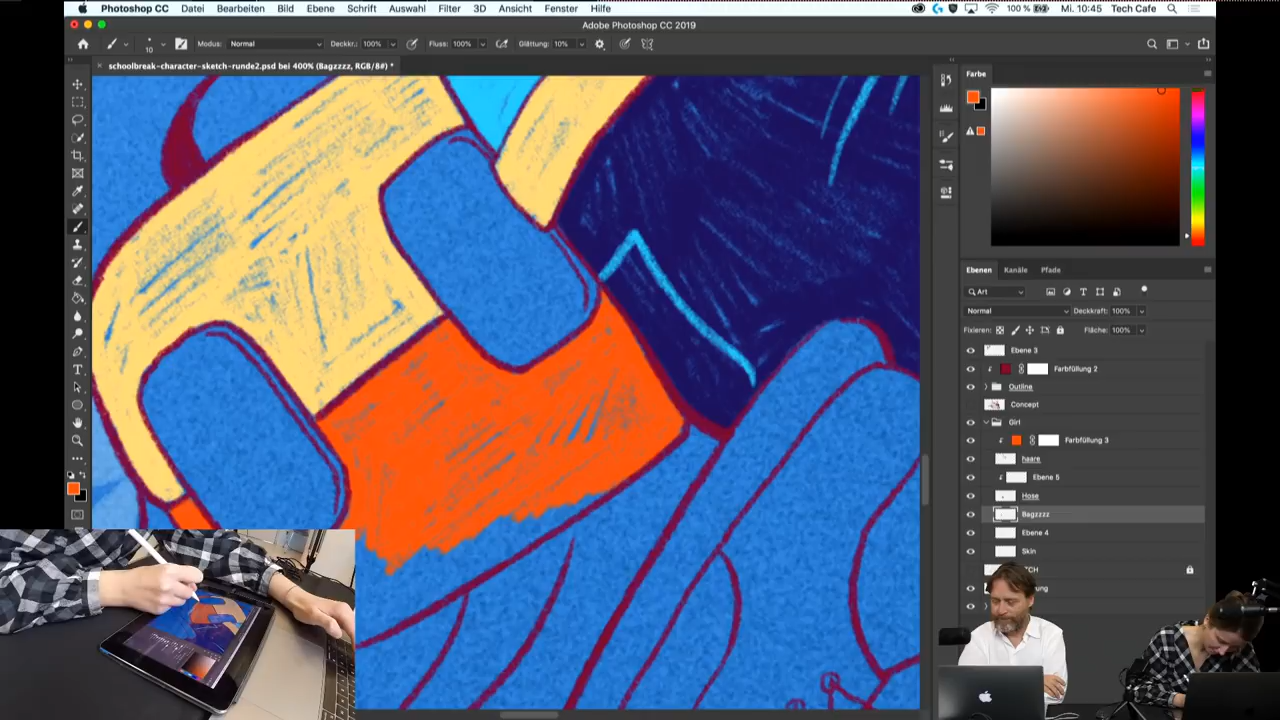 Photoshop CC Datei Bearbeiten Bild Ebene Schrift Auswahl Filter 3D Ansicht Fenster Hilfe 100 % Mi. 10:45 Tech Cafe
Adobe Photoshop CC 2019
10 Modus: Normal Deckkr.: 100% Fluss: 100% Glättung: 10%
× schoolbreak-character-sketch-runde2.psd bei 400% (Bagzzzz, RGB/8#) *
Farbe
Ebenen Kanäle Pfade
Art
Normal Deckkraft: 100%
Fixieren: Fläche: 100%
Ebene 3
Farbfüllung 2
Outline
Concept
Girl
Farbfüllung 3
haare
Ebene 5
Hose
Bagzzzz
Ebene 4
Skin